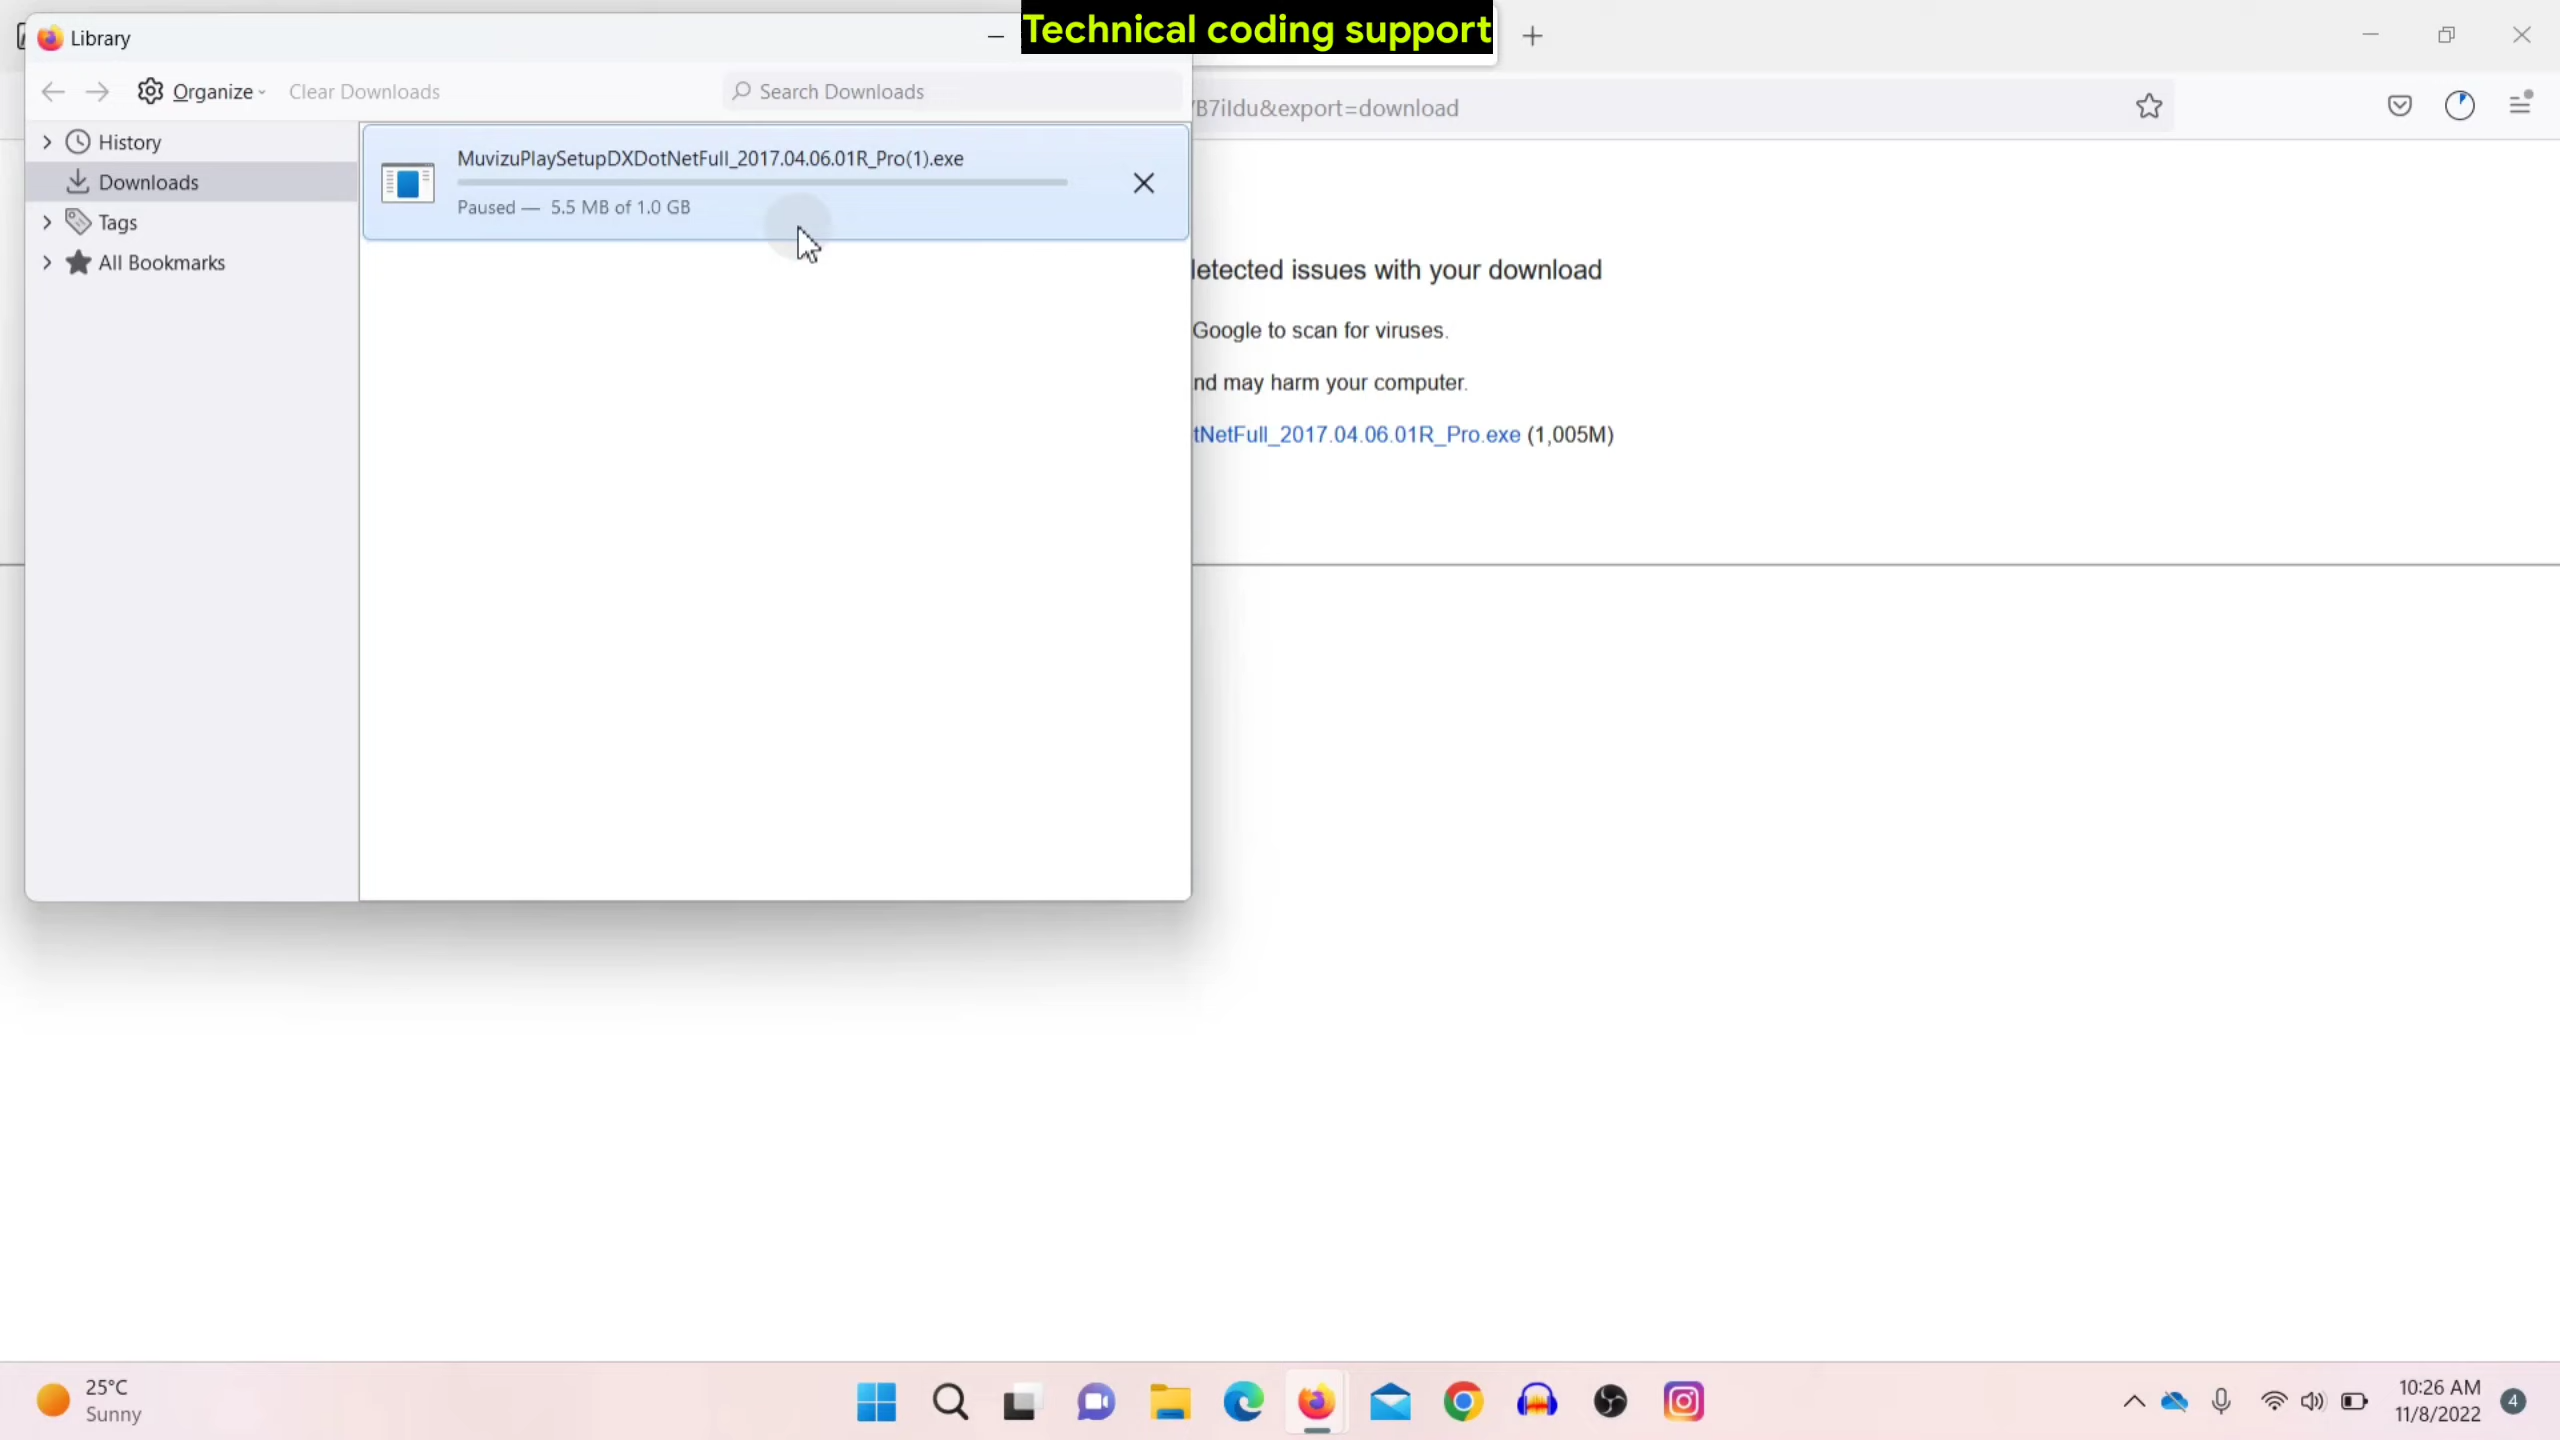 Technical coding support
Library
Organize
Clear Downloads
Search Downloads
B7iIdu&export=download
History
Downloads
Tags
All Bookmarks
MuvizuPlaySetupDXDotNetFull_2017.04.06.01R_Pro(1).exe
Paused — 5.5 MB of 1.0 GB
etected issues with your download
Google to scan for viruses.
nd may harm your computer.
tNetFull_2017.04.06.01R_Pro.exe (1,005M)
25°C
Sunny
10:26 AM
11/8/2022
4